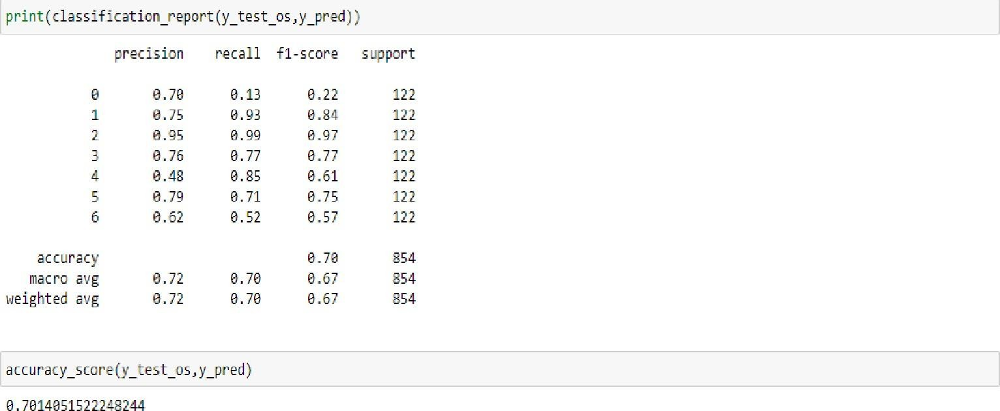 print(classification_report(y_test_os,y_pred))
precision recall f1-score support
0 0.70 0.13 0.22 122
1 0.75 0.93 0.84 122
2 0.95 0.99 0.97 122
3 0.76 0.77 0.77 122
4 0.48 0.85 0.61 122
5 0.79 0.71 0.75 122
6 0.62 0.52 0.57 122
accuracy 0.70 854
macro avg 0.72 0.70 0.67 854
weighted avg 0.72 0.70 0.67 854
accuracy_score(y_test_os,y_pred)
0.7014051522248244